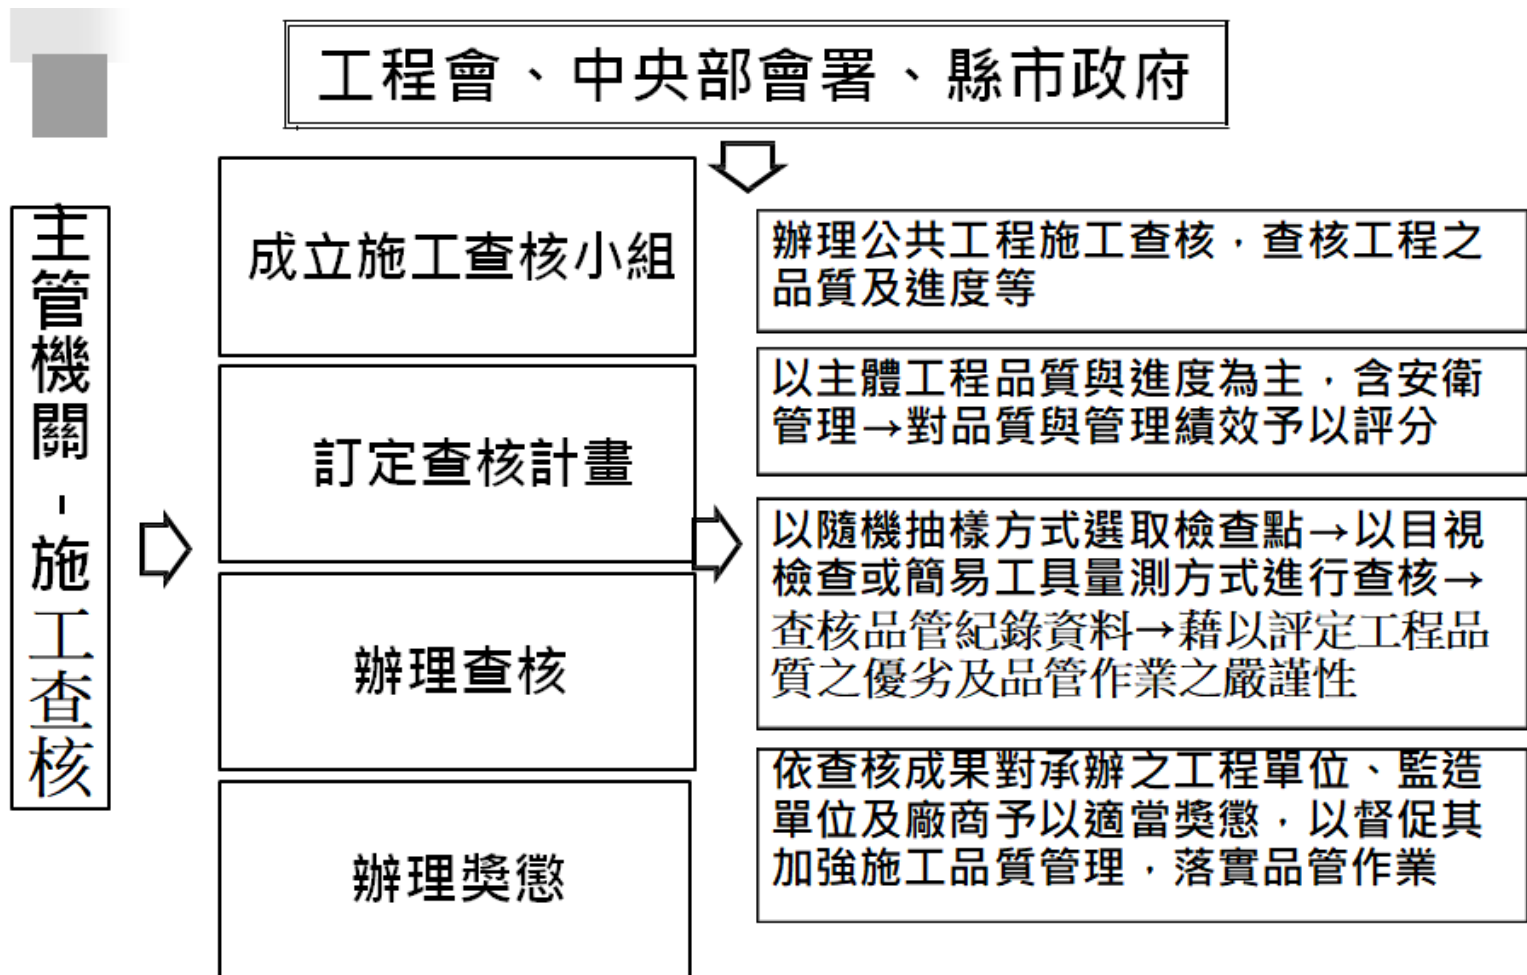 工程會、中央部會署、縣市政府
主管機關-施工查核
成立施工查核小組
辦理公共工程施工查核，查核工程之
品質及進度等
訂定查核計畫
以主體工程品質與進度為主，含安衛
管理→對品質與管理績效予以評分
辦理查核
以隨機抽樣方式選取檢查點→以目視
檢查或簡易工具量測方式進行查核→
查核品管紀錄資料→藉以評定工程品
質之優劣及品管作業之嚴謹性
辦理獎懲
依查核成果對承辦之工程單位、監造
單位及廠商予以適當獎懲，以督促其
加強施工品質管理，落實品管作業